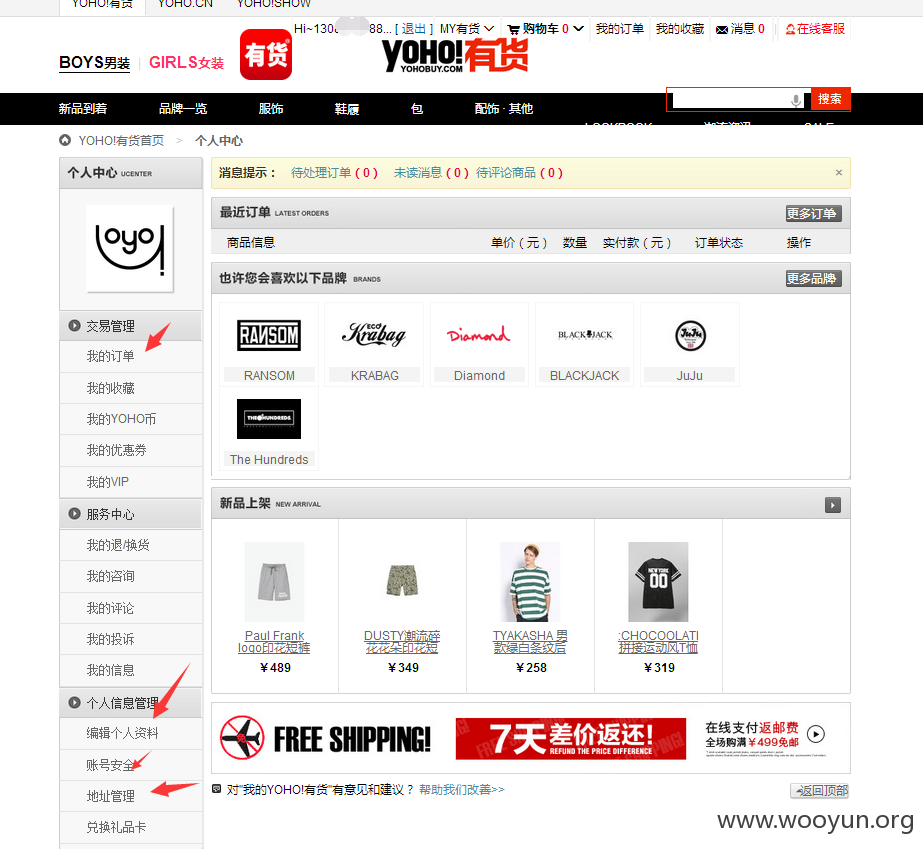 YOHO!有货 YOHO.CN YOHO!SHOW
Hi~130 88... [ 退出 ] MY有货 购物车 0 我的订单 我的收藏 消息 0 在线客服
BOYS男装 GIRLS女装 有货 YOHO!有货
YOHOBUY.COM
新品到着 品牌一览 服饰 鞋履 包 配饰 · 其他 搜索
LOOKBOOK 潮流资讯 SALE
YOHO!有货首页 > 个人中心
个人中心 UCENTER
消息提示： 待处理订单 ( 0 ) 未读消息 ( 0 ) 待评论商品 ( 0 ) ×
最近订单 LATEST ORDERS 更多订单
商品信息 单价（元） 数量 实付款（元） 订单状态 操作
也许您会喜欢以下品牌 BRANDS 更多品牌
oyo!
RANSOM ECO Krabag Diamond BLACK JACK JuJu
RANSOM KRABAG Diamond BLACKJACK JuJu
THE HUNDREDS
The Hundreds
交易管理
我的订单
我的收藏
我的YOHO币
我的优惠券
我的VIP
服务中心
我的退/换货
我的咨询
我的评论
我的投诉
我的信息
个人信息管理
编辑个人资料
账号安全
地址管理
兑换礼品卡
新品上架 NEW ARRIVAL
NEW YORK
00
Paul Frank DUSTY潮流碎 TYAKASHA 男 :CHOCOOLATI
logo印花短裤 花花朵印花短 款绿白条纹后 拼接运动风T恤
¥489 ¥349 ¥258 ¥319
FREE SHIPPING! 7天差价返还! 在线支付返邮费
REFUND THE PRICE DIFFERENCE 全场购满¥499免邮
对"我的YOHO!有货"有意见和建议？ 帮助我们改善>> 返回顶部
www.wooyun.org